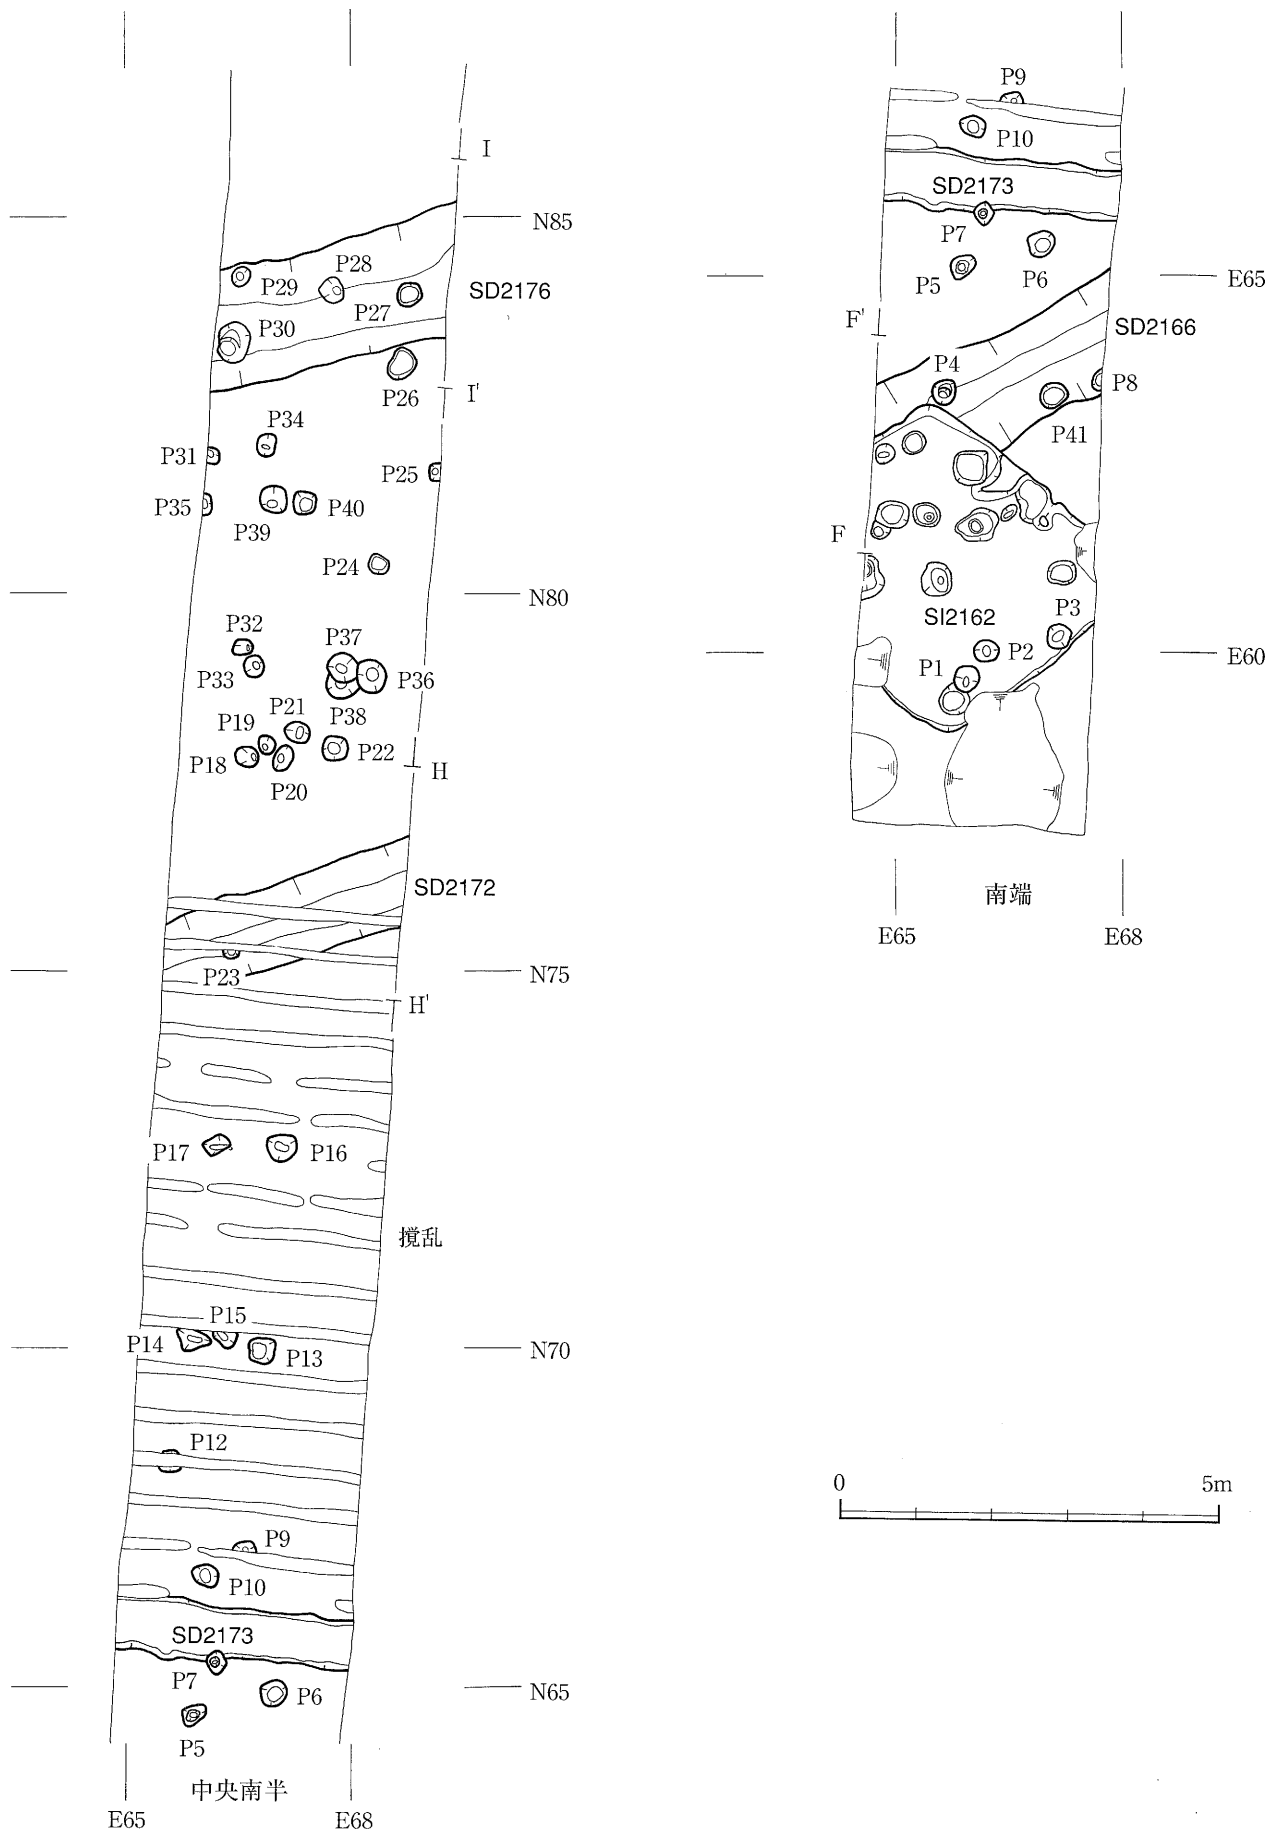 I
N85
P28
P29
SD2176
P27
P30
P26
I'
P34
P31
P25
P35
P40
P39
P24
N80
P32
P37
P33
P36
P21
P38
P19
P18
P22
H
P20
SD2172
P23
N75
H'
P17
P16
撹乱
P15
P14
P13
N70
P12
P9
P10
SD2173
P7
P6
N65
P5
中央南半
E65
E68
P9
P10
SD2173
P7
P5
P6
E65
F'
SD2166
P4
P8
P41
F
SI2162
P3
P2
E60
P1
南端
E65
E68
0
5m